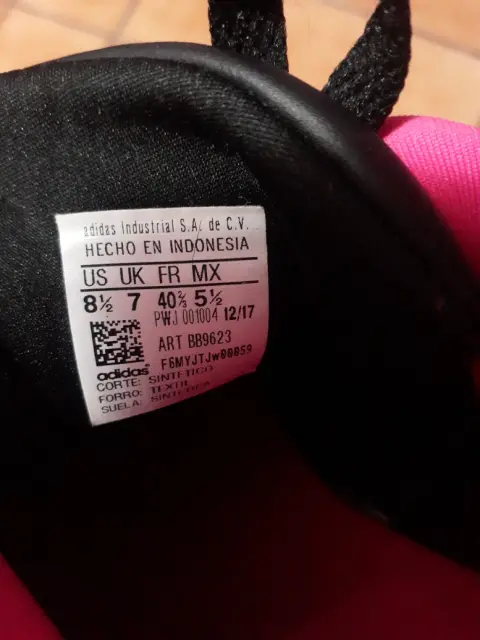 adidas Industrial S.A. de C.V.
HECHO EN INDONESIA
US UK FR MX
8½ 7 40⅔ 5½
PWJ 001004 12/17
ART BB9623
F6MYJTJw00059
adidas
CORTE: SINTETICO
FORRO: TEXTIL
SUELA: SINTETICA